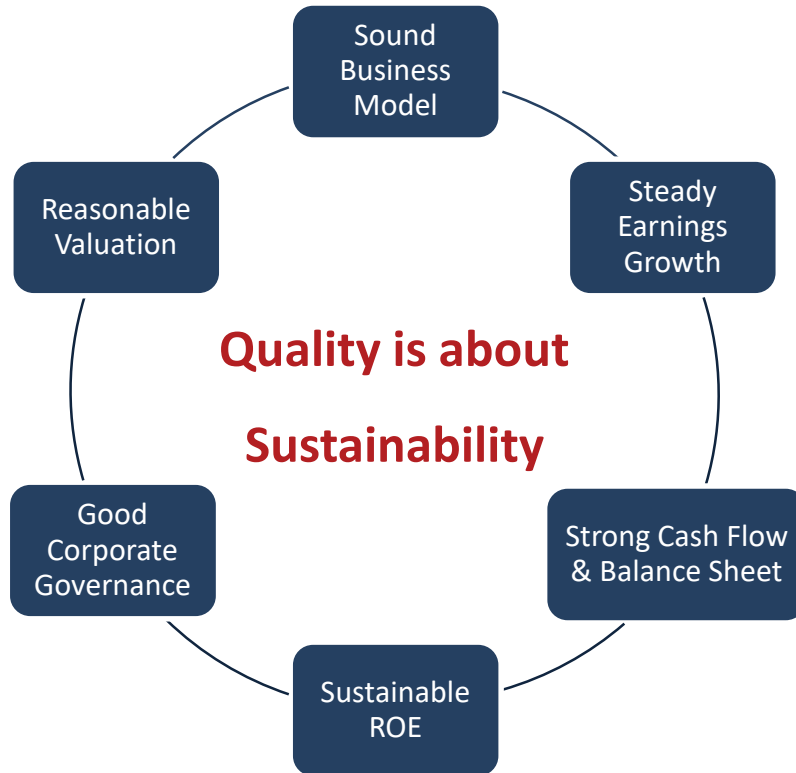 Sound
Business
Model
Steady
Earnings
Growth
Strong Cash Flow
& Balance Sheet
Sustainable
ROE
Good
Corporate
Governance
Reasonable
Valuation
Quality is about
Sustainability